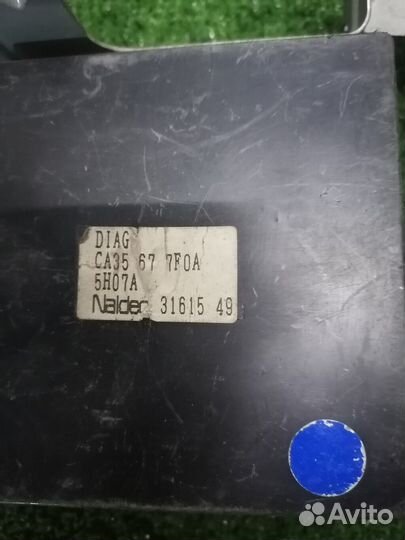 DIAG
CA35 67 7F0A
5H07A
Naldec 31615 49
Avito